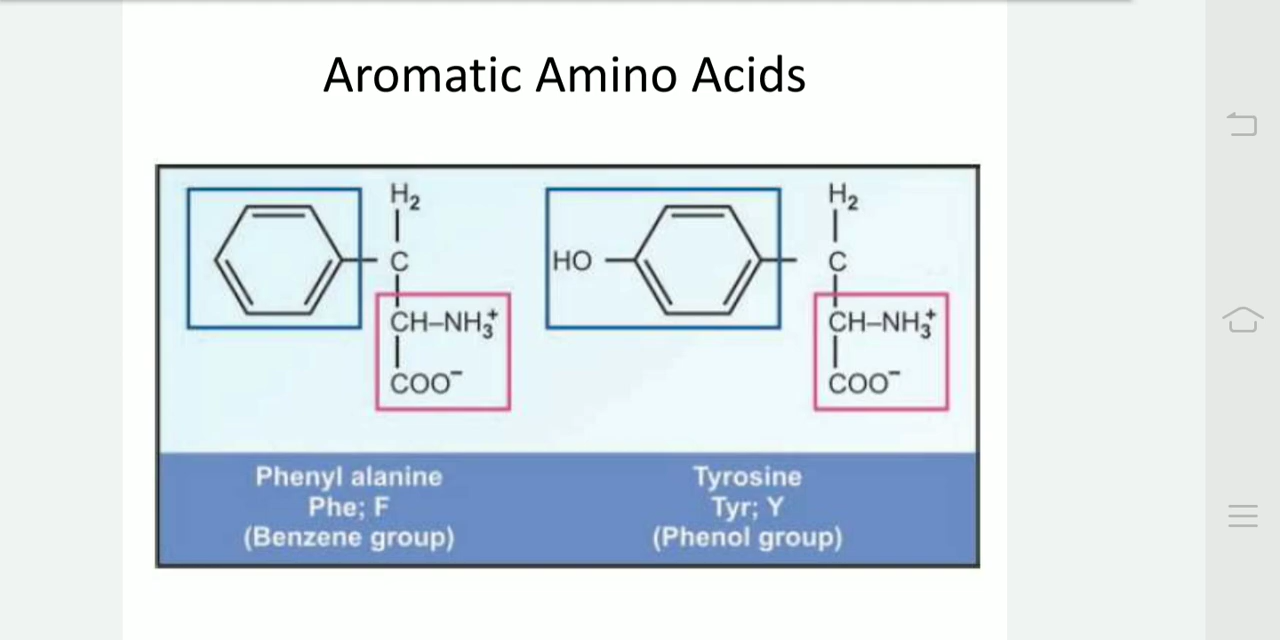 Aromatic Amino Acids
H₂
C
CH–NH₃⁺
COO⁻
HO
H₂
C
CH–NH₃⁺
COO⁻
Phenyl alanine
Phe; F
(Benzene group)
Tyrosine
Tyr; Y
(Phenol group)